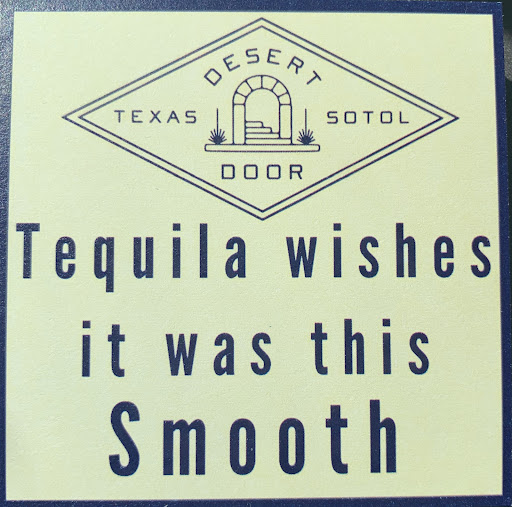 DESERT
TEXAS SOTOL
DOOR
Tequila wishes
it was this
Smooth